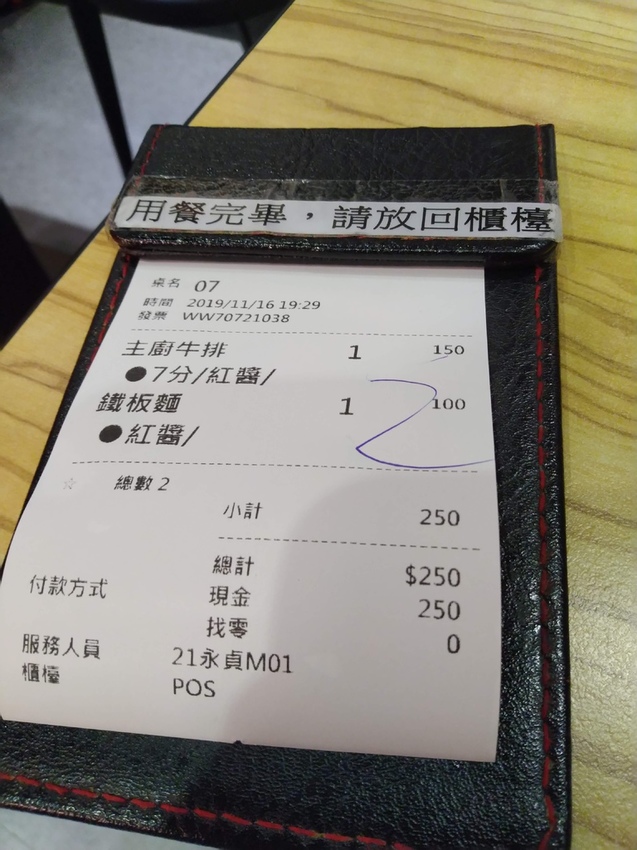 用餐完畢，請放回櫃檯
桌名 07
時間 2019/11/16 19:29
發票 WW70721038
主廚牛排 1 150
●7分/紅醬/
鐵板麵 1 100
●紅醬/
2
☆ 總數 2
小計 250
總計 $250
付款方式 現金 250
找零 0
服務人員 21永貞M01
櫃檯 POS